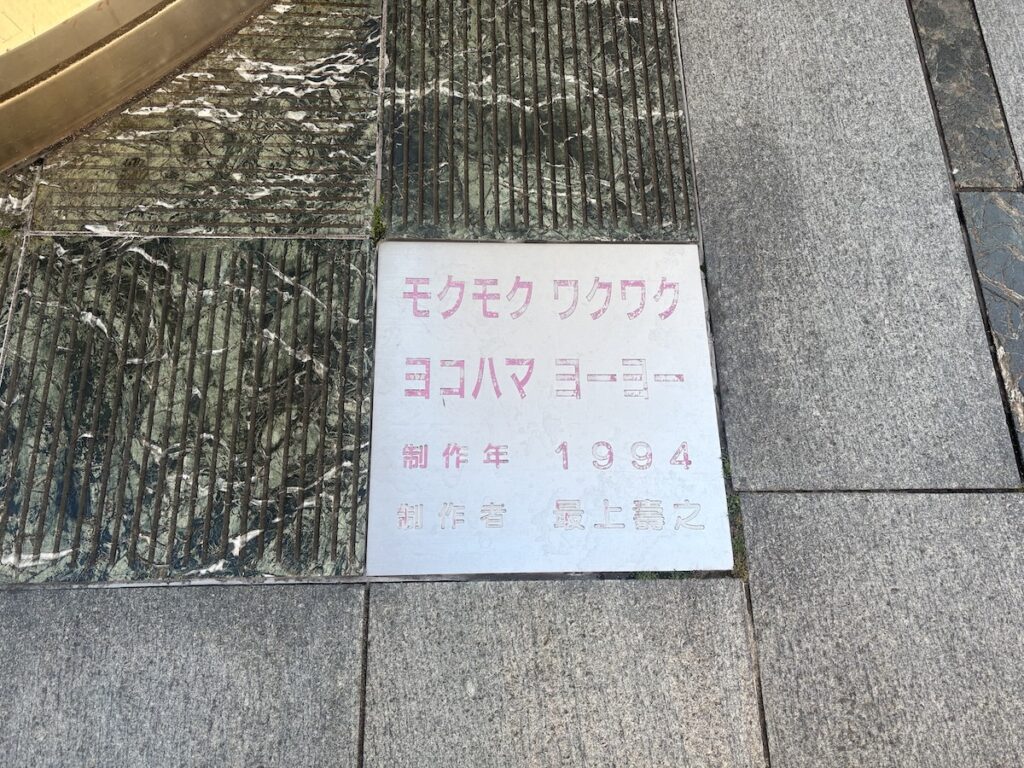 モクモク ワクワク
ヨコハマ ヨーヨー
制作年 1994
制作者 最上壽之